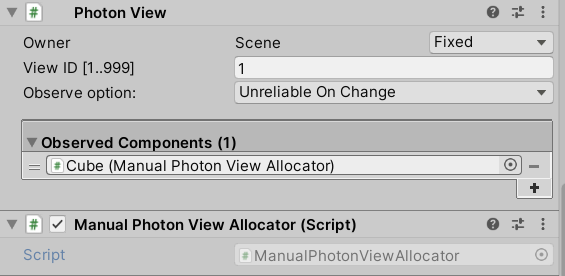 Photon View
Owner Scene Fixed
View ID [1..999] 1
Observe option: Unreliable On Change
Observed Components (1)
Cube (Manual Photon View Allocator)
Manual Photon View Allocator (Script)
Script ManualPhotonViewAllocator